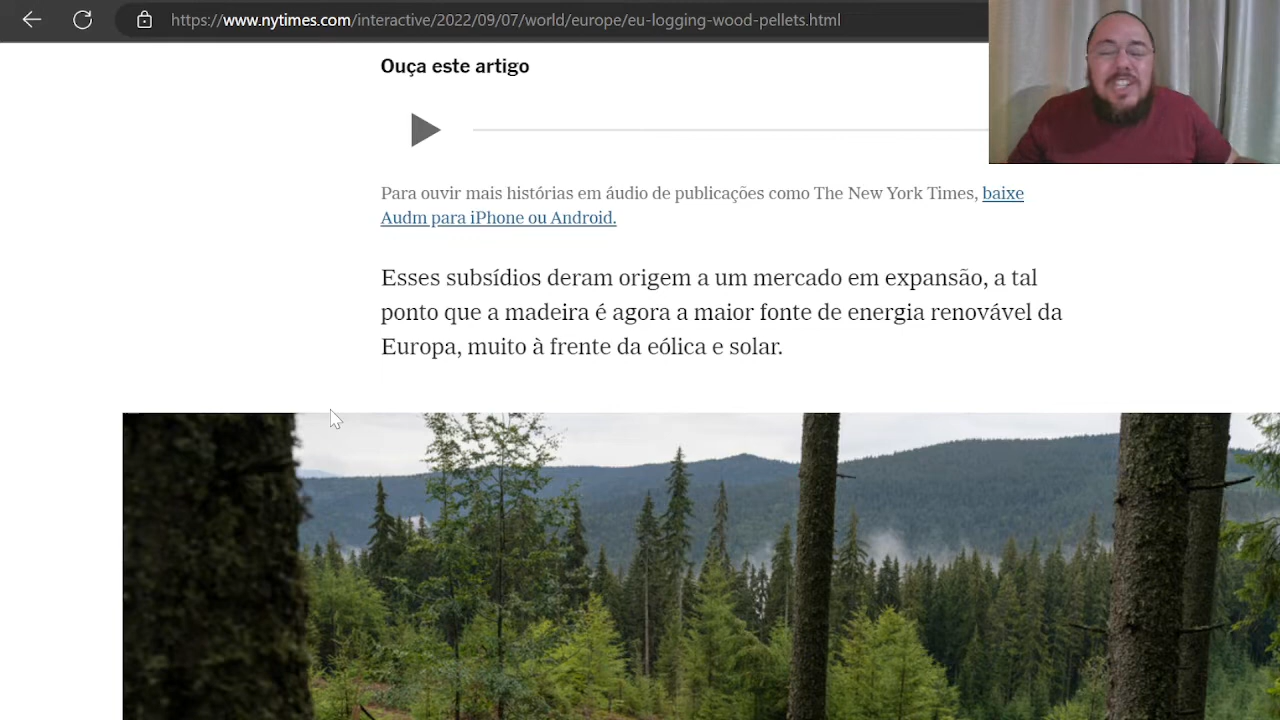 https://www.nytimes.com/interactive/2022/09/07/world/europe/eu-logging-wood-pellets.html
Ouça este artigo
Para ouvir mais histórias em áudio de publicações como The New York Times, baixe
Audm para iPhone ou Android.
Esses subsídios deram origem a um mercado em expansão, a tal
ponto que a madeira é agora a maior fonte de energia renovável da
Europa, muito à frente da eólica e solar.